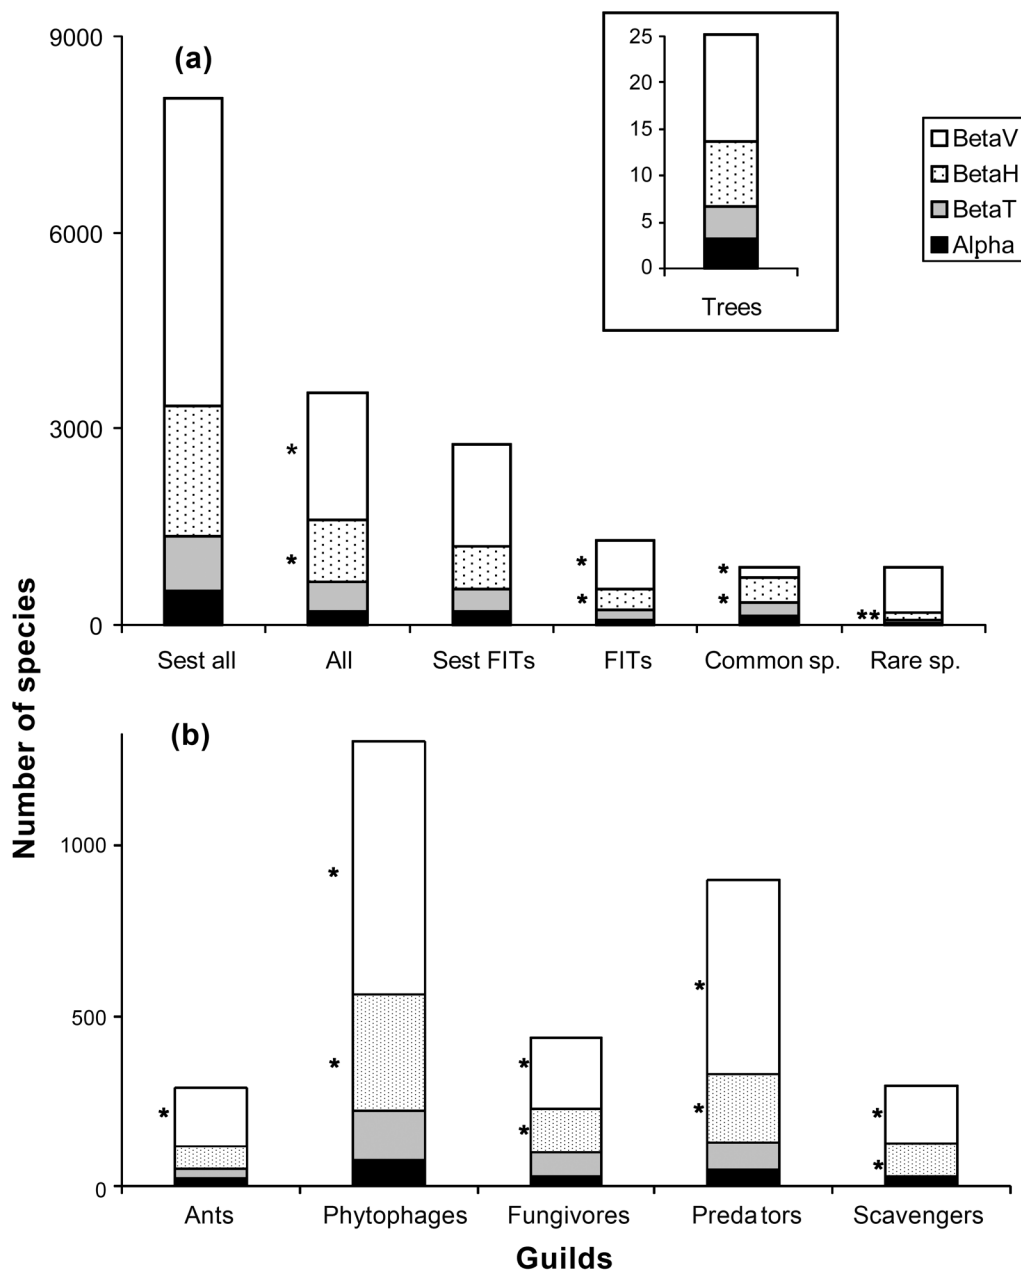 (a)
9000
6000
3000
0
25
20
15
10
5
0
Trees
BetaV
BetaH
BetaT
Alpha
*
*
*
*
*
*
**
Sest all All Sest FITs FITs Common sp. Rare sp.
Number of species
(b)
1000
500
0
*
*
*
*
*
*
*
*
*
Ants Phytophages Fungivores Predators Scavengers
Guilds